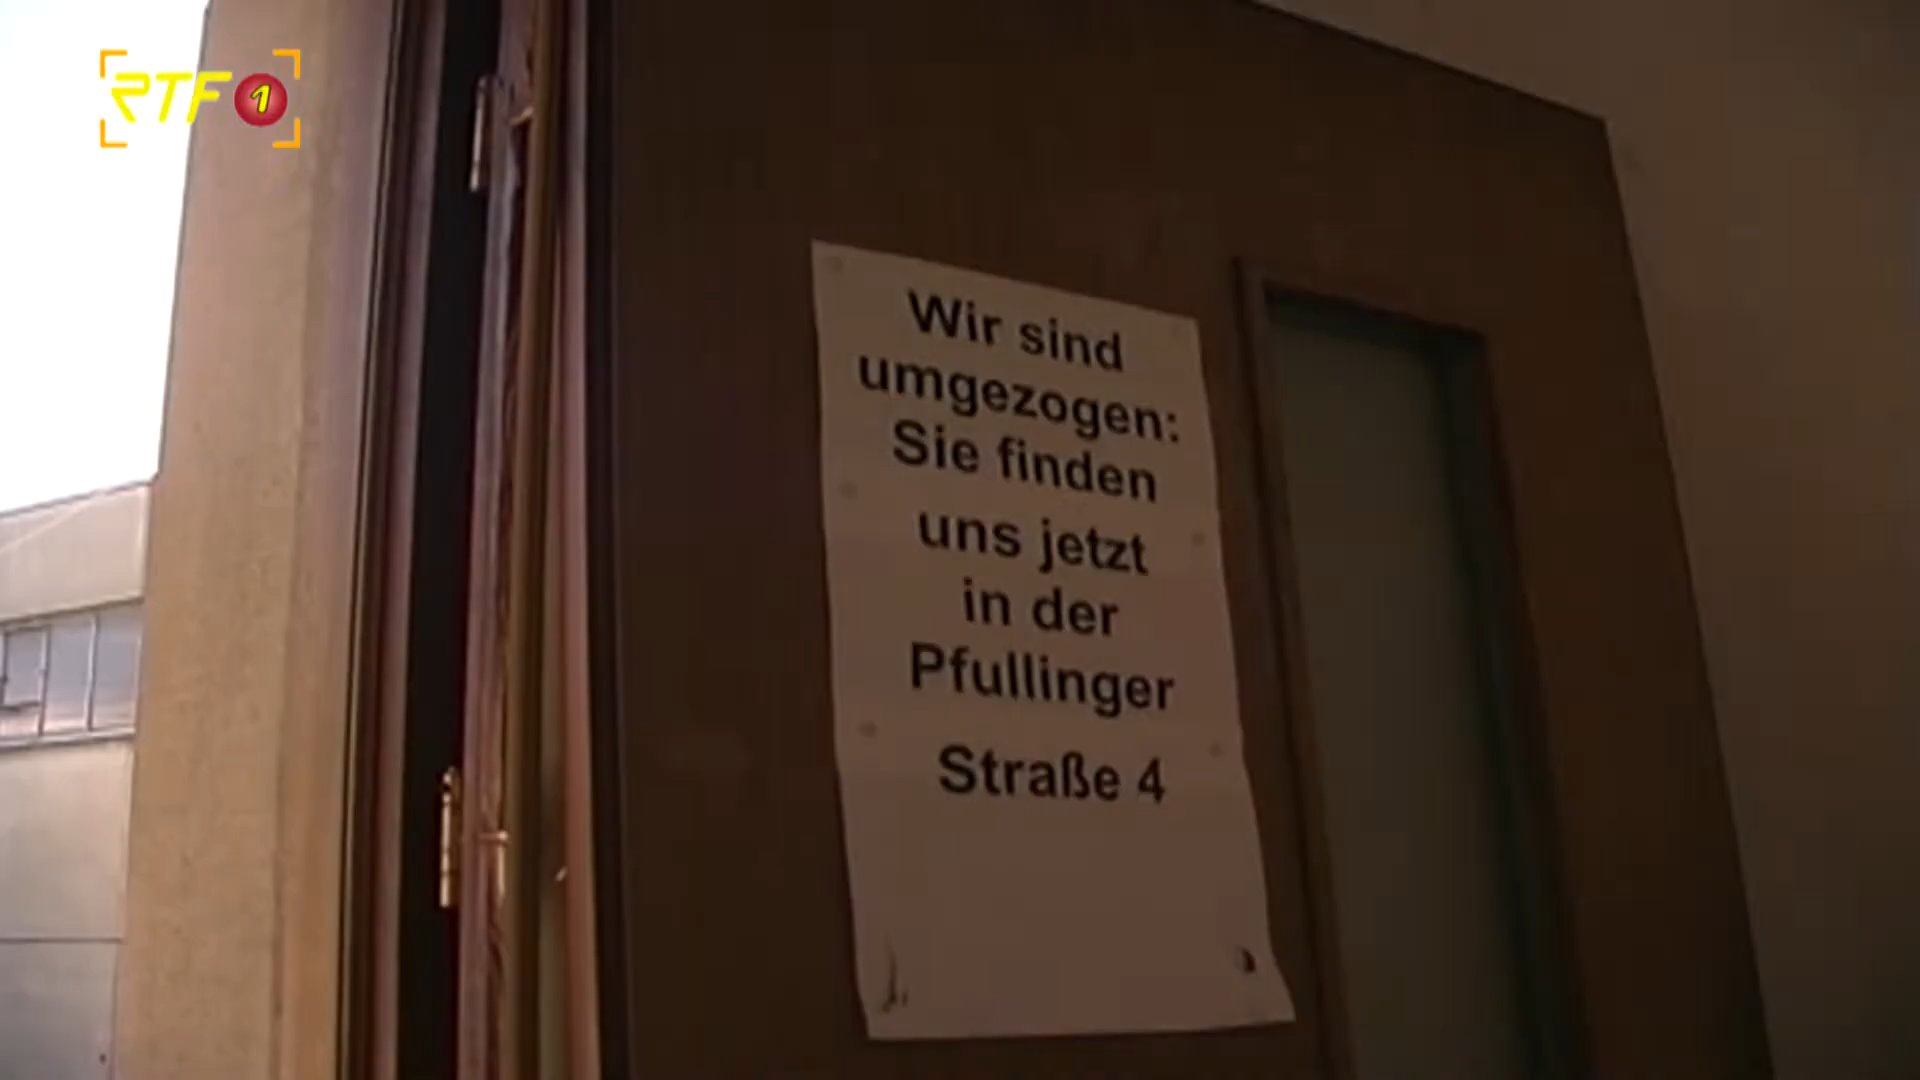 RTF 1
Wir sind
umgezogen:
Sie finden
uns jetzt
in der
Pfullinger
Straße 4